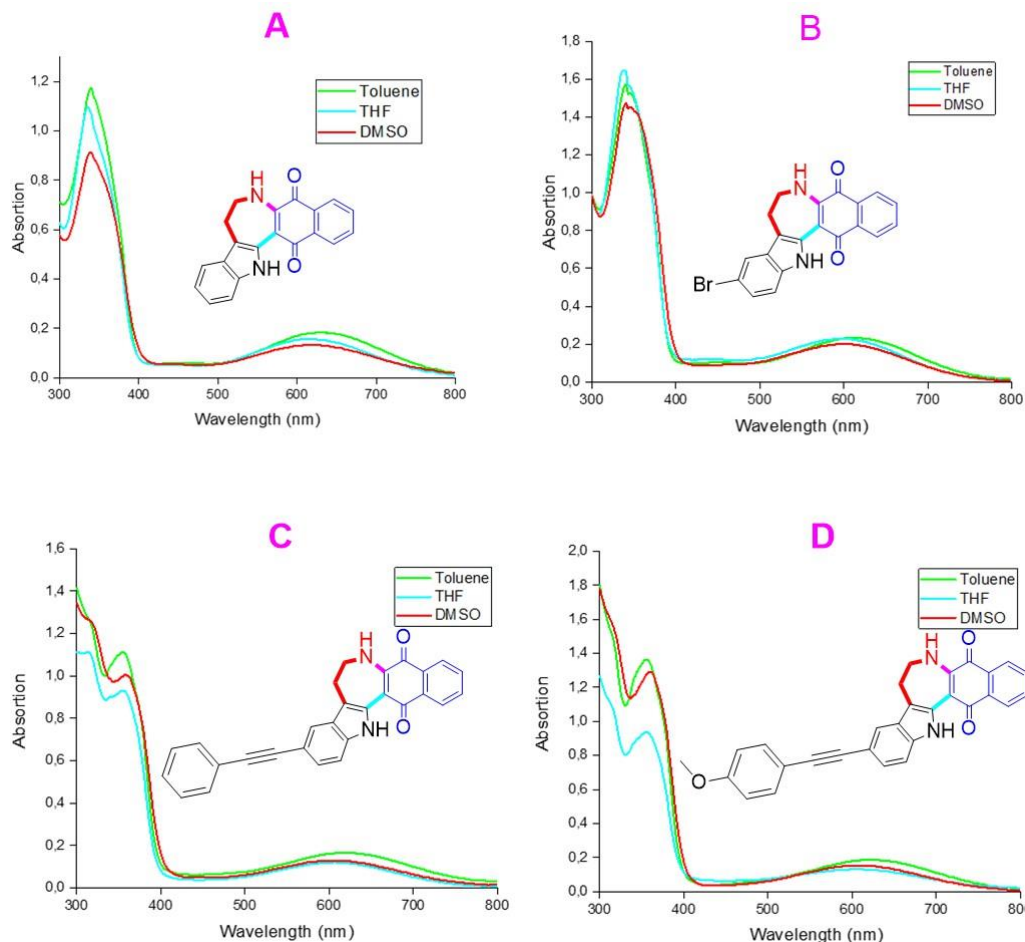 A
1,2
1,0
0,8
0,6
0,4
0,2
0,0
Absortion
300 400 500 600 700 800
Wavelength (nm)
Toluene
THF
DMSO
H
N
O
O
NH
B
1,8
1,6
1,4
1,2
1,0
0,8
0,6
0,4
0,2
0,0
Absortion
300 400 500 600 700 800
Wavelength (nm)
Toluene
THF
DMSO
H
N
O
O
NH
Br
C
1,6
1,4
1,2
1,0
0,8
0,6
0,4
0,2
0,0
Absortion
300 400 500 600 700 800
Wavelength (nm)
Toluene
THF
DMSO
H
N
O
O
NH
D
2,0
1,8
1,6
1,4
1,2
1,0
0,8
0,6
0,4
0,2
0,0
Absortion
300 400 500 600 700 800
Wavelength (nm)
Toluene
THF
DMSO
H
N
O
O
NH
O